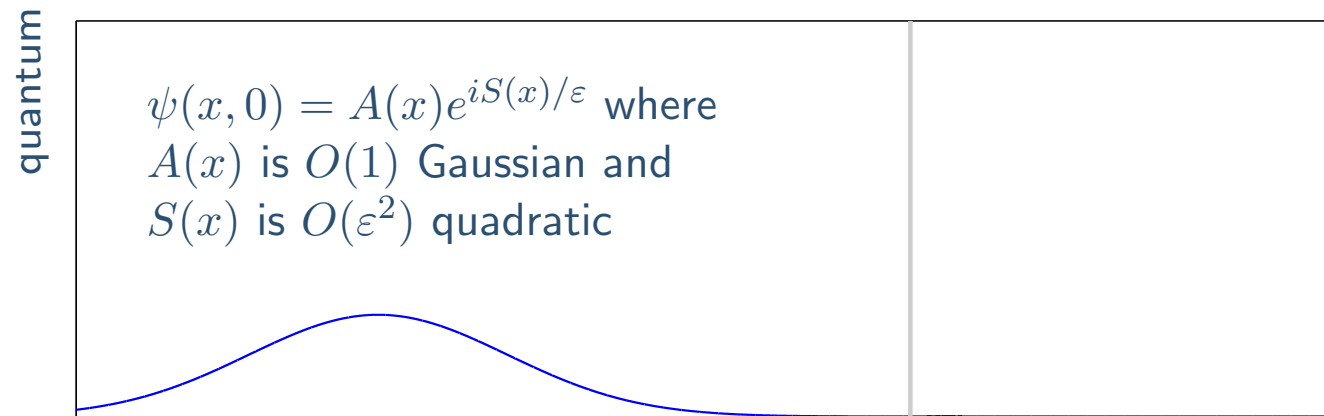 quantum
ψ(x, 0) = A(x)e^{iS(x)/ε} where
A(x) is O(1) Gaussian and
S(x) is O(ε²) quadratic